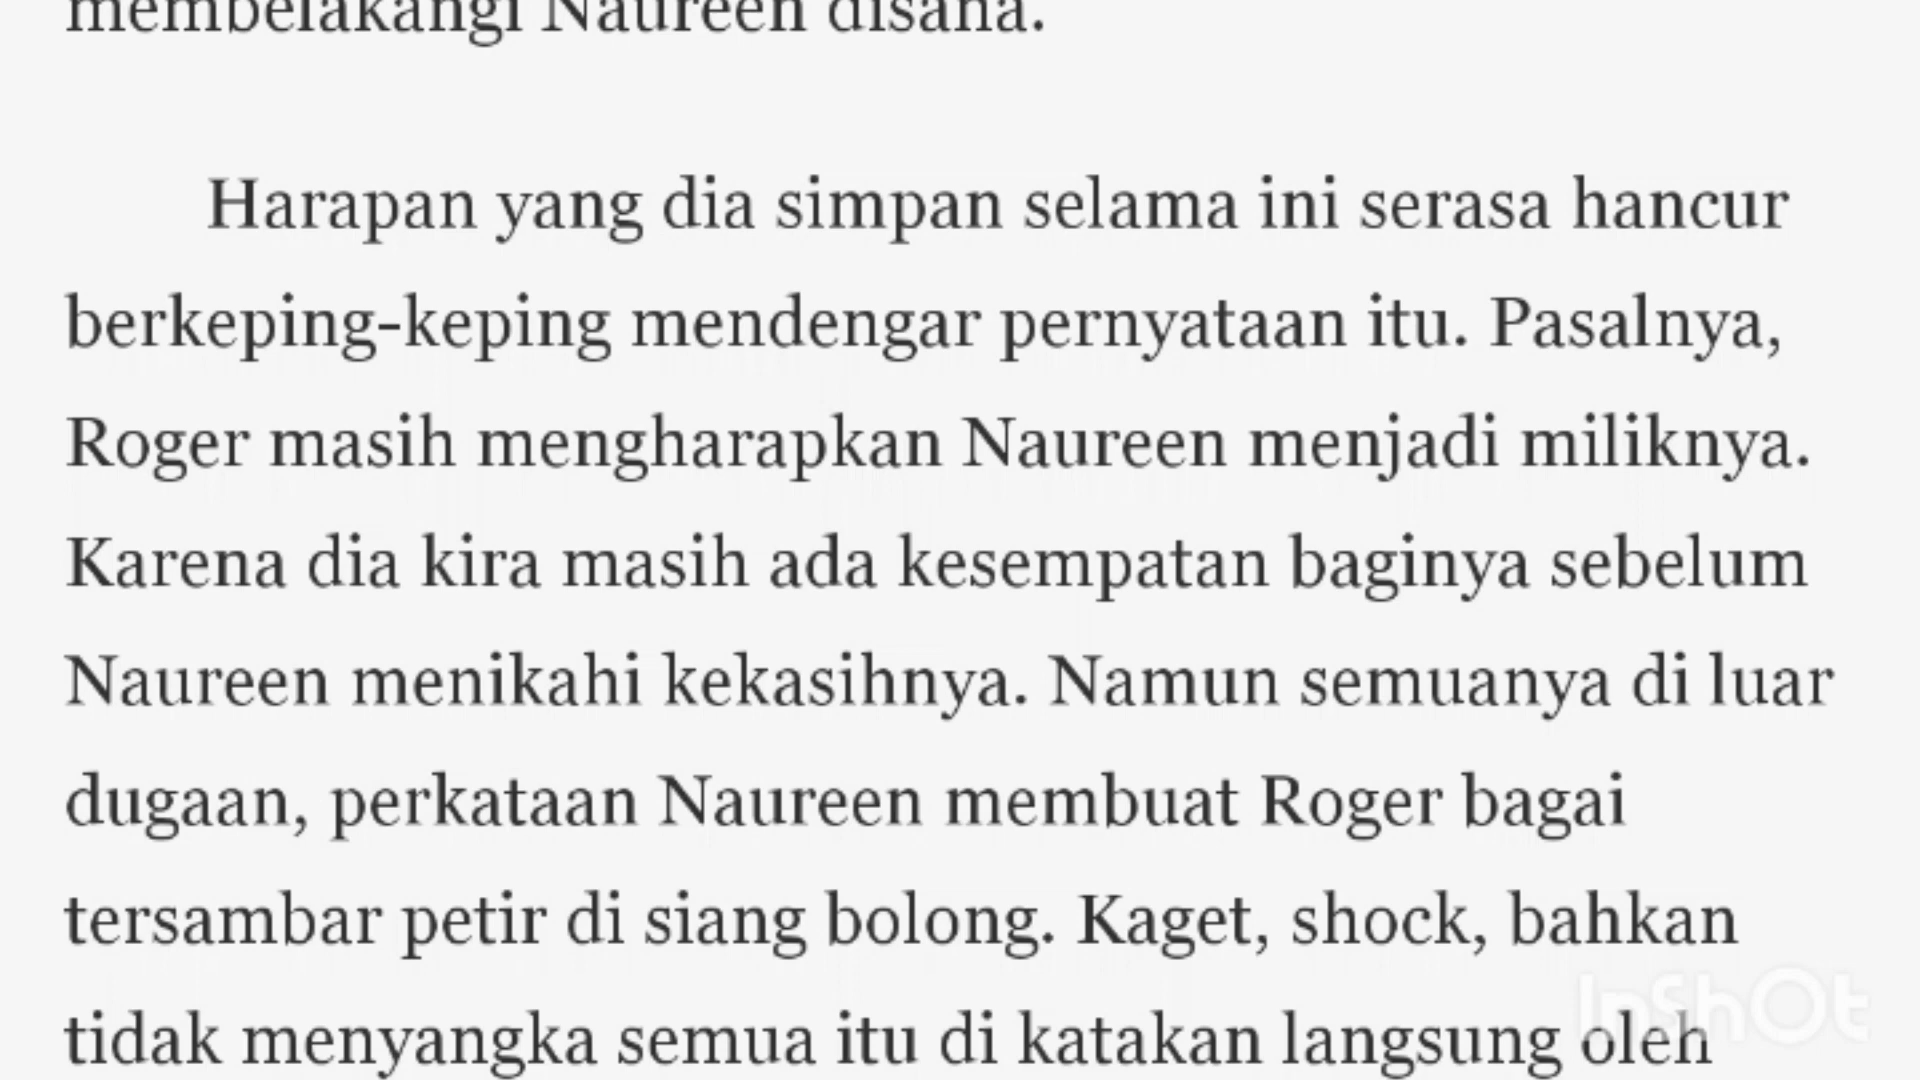 membelakangi Naureen disana.
Harapan yang dia simpan selama ini serasa hancur
berkeping-keping mendengar pernyataan itu. Pasalnya,
Roger masih mengharapkan Naureen menjadi miliknya.
Karena dia kira masih ada kesempatan baginya sebelum
Naureen menikahi kekasihnya. Namun semuanya di luar
dugaan, perkataan Naureen membuat Roger bagai
tersambar petir di siang bolong. Kaget, shock, bahkan
tidak menyangka semua itu di katakan langsung oleh
InShOt